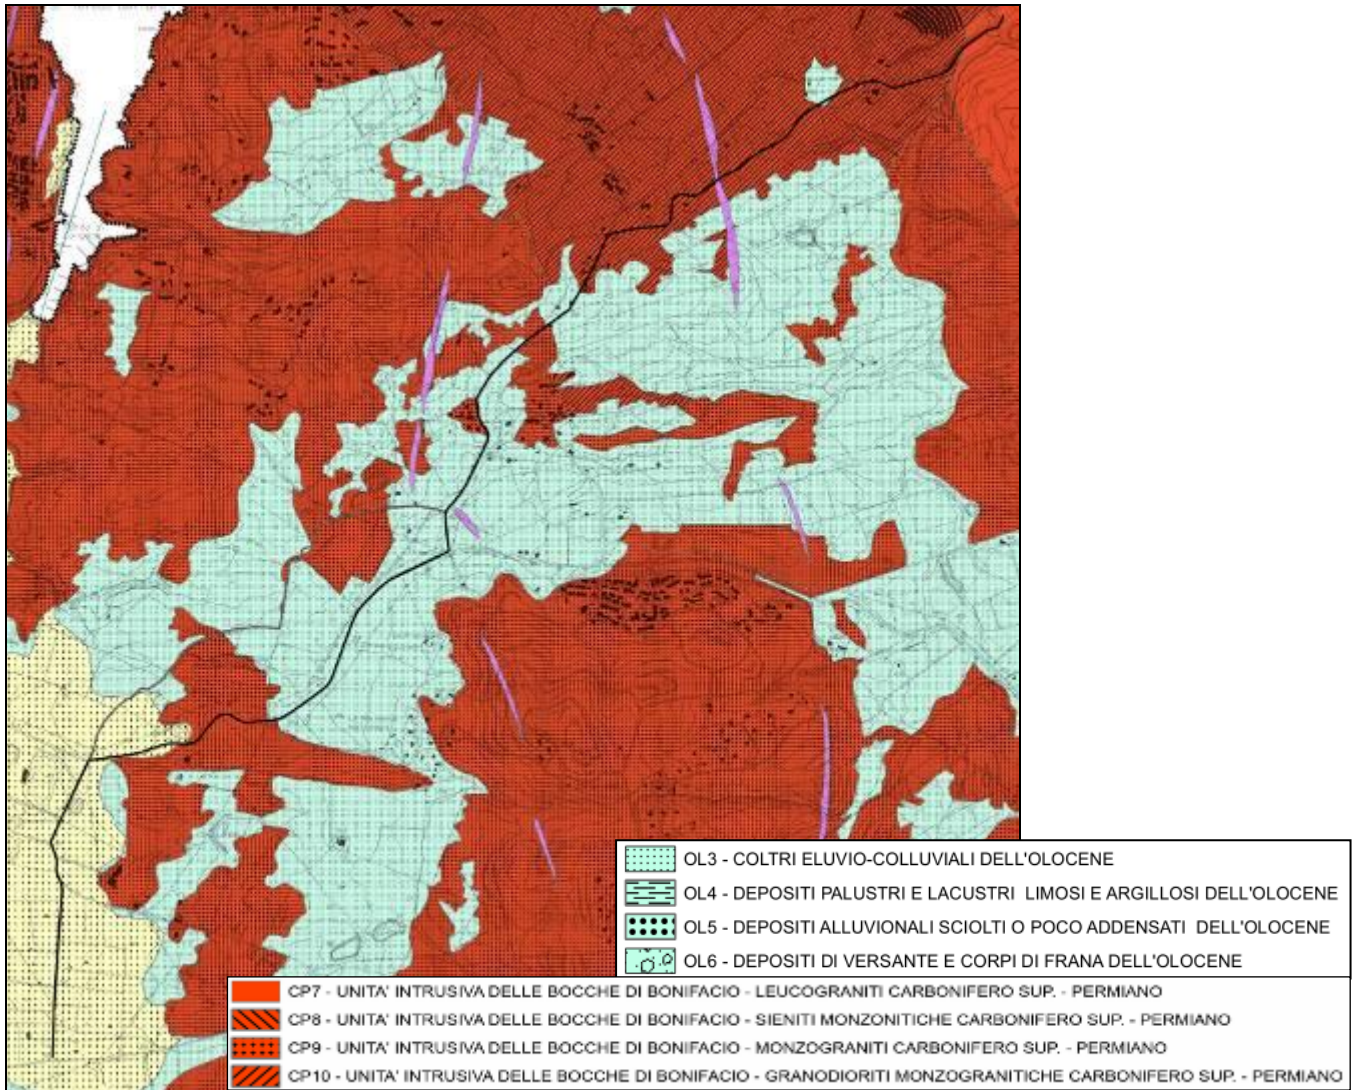 OL3 - COLTRI ELUVIO-COLLUVIALI DELL'OLOCENE
OL4 - DEPOSITI PALUSTRI E LACUSTRI LIMOSI E ARGILLOSI DELL'OLOCENE
OL5 - DEPOSITI ALLUVIONALI SCIOLTI O POCO ADDENSATI DELL'OLOCENE
OL6 - DEPOSITI DI VERSANTE E CORPI DI FRANA DELL'OLOCENE
CP7 - UNITA' INTRUSIVA DELLE BOCCHE DI BONIFACIO - LEUCOGRANITI CARBONIFERO SUP. - PERMIANO
CP8 - UNITA' INTRUSIVA DELLE BOCCHE DI BONIFACIO - SIENITI MONZONITICHE CARBONIFERO SUP. - PERMIANO
CP9 - UNITA' INTRUSIVA DELLE BOCCHE DI BONIFACIO - MONZOGRANITI CARBONIFERO SUP. - PERMIANO
CP10 - UNITA' INTRUSIVA DELLE BOCCHE DI BONIFACIO - GRANODIORITI MONZOGRANITICHE CARBONIFERO SUP. - PERMIANO